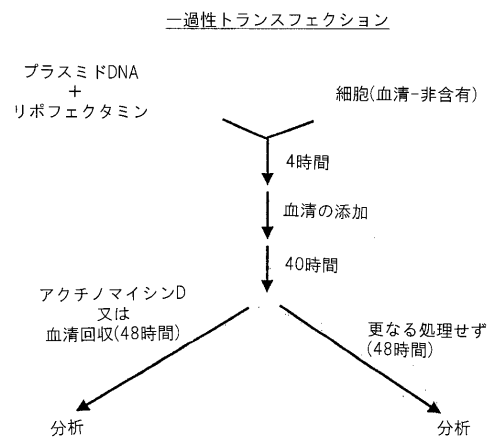 一過性トランスフェクション
プラスミドDNA
+
リポフェクタミン
細胞(血清-非含有)
4時間
血清の添加
40時間
アクチノマイシンD
又は
血清回収(48時間)
更なる処理せず
(48時間)
分析
分析